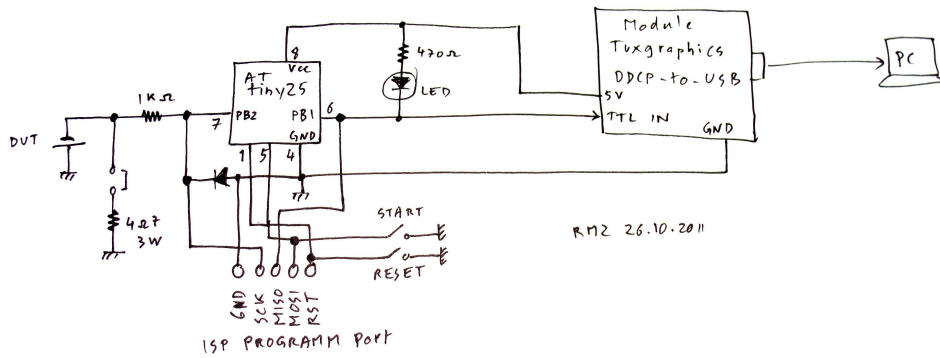 Module
Tuxgraphics
DDCP-to-USB
5V
TTL IN
GND
PC
8
Vcc
AT
tiny25
PB2
PB1
GND
7
6
1
5
4
1KΩ
470Ω
LED
DUT
4Ω7
3W
START
RESET
RMZ 26.10.2011
GND
SCK
MISO
MOSI
RST
ISP PROGRAMM PORT